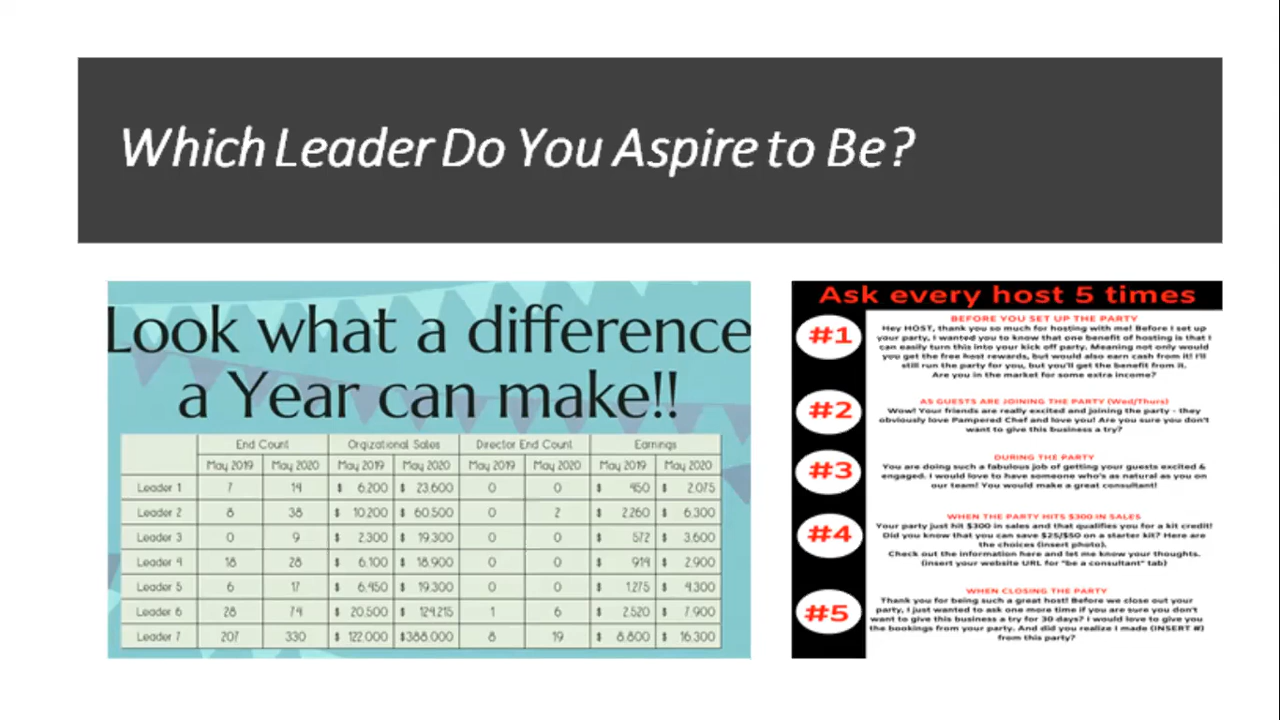 Which Leader Do You Aspire to Be?
Look what a difference
a Year can make!!
End Count Orgizational Sales Director End Count Earnings
May 2019 May 2020 May 2019 May 2020 May 2019 May 2020 May 2019 May 2020
Leader 1 $ $ 0 0 $ 450 $ 2,075
Leader 2 8 38 $ 10,200 $ 60,500 0 2 $ 2,260 $ 6,300
Leader 3 0 9 $ 2,300 $ 19,300 0 0 $ 572 $ 3,600
Leader 4 18 28 $ 6,100 $ 18,900 0 0 $ 914 $ 2,900
Leader 5 6 17 $ 6,450 $ 19,300 0 0 $ 1,275 $ 4,300
Leader 6 28 $ $ 124,215 1 6 $ 2,520 $ 7,900
Leader 7 207 330 $ 122,000 $388,000 8 19 $ 8,800 $ 16,300
Ask every host 5 times
#1
BEFORE YOU SET UP THE PARTY
Hey HOST, thank you so much for hosting with me! Before I set up
your party, I wanted you to know that one benefit of hosting is that I
can easily turn this into your kick off party. Meaning not only would
you get the free host rewards, but would also earn cash from it! I'll
still run the party for you, but you'll get the benefit from it.
Are you in the market for some extra income?
#2
AS GUESTS ARE JOINING THE PARTY (Wed/Thurs)
Wow! Your friends are really excited and joining the party - they
obviously love Pampered Chef and love you! Are you sure you don't
want to give this business a try?
#3
DURING THE PARTY
You are doing such a fabulous job of getting your guests excited &
engaged. I would love to have someone who's as natural as you on
our team! You would make a great consultant!
#4
WHEN THE PARTY HITS $300 IN SALES
Your party just hit $300 in sales and that qualifies you for a kit credit!
Did you know that you can save $25/$50 on a starter kit? Here are
the choices (insert photo).
Check out the information here and let me know your thoughts.
(insert your website URL for "be a consultant" tab)
#5
WHEN CLOSING THE PARTY
Thank you for being such a great host! Before we close out your
party, I just wanted to ask one more time if you are sure you don't
want to give this business a try for 30 days? I would love to give you
the bookings from your party. And did you realize I made (INSERT #)
from this party?